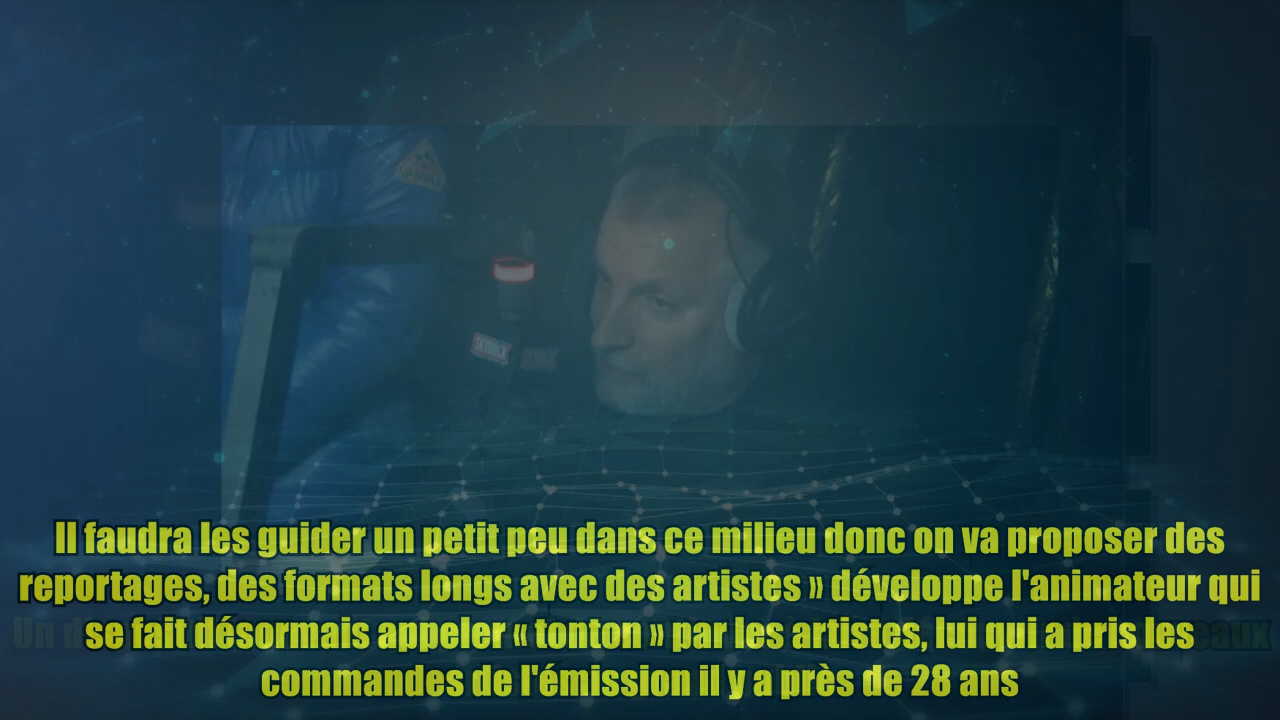 Il faudra les guider un petit peu dans ce milieu donc on va proposer des
reportages, des formats longs avec des artistes » développe l'animateur qui
se fait désormais appeler « tonton » par les artistes, lui qui a pris les
commandes de l'émission il y a près de 28 ans